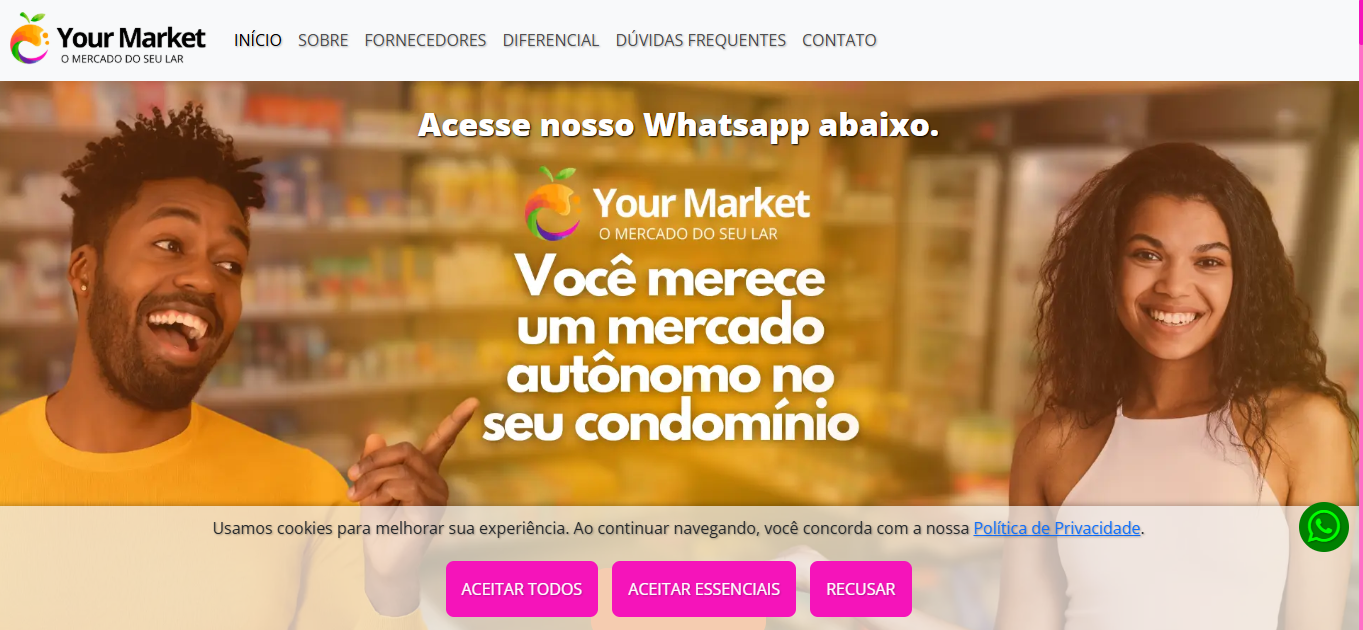 Your Market
O MERCADO DO SEU LAR
INÍCIO SOBRE FORNECEDORES DIFERENCIAL DÚVIDAS FREQUENTES CONTATO
Acesse nosso Whatsapp abaixo.
Your Market
O MERCADO DO SEU LAR
Você merece
um mercado
autônomo no
seu condomínio
Usamos cookies para melhorar sua experiência. Ao continuar navegando, você concorda com a nossa Política de Privacidade.
ACEITAR TODOS ACEITAR ESSENCIAIS RECUSAR